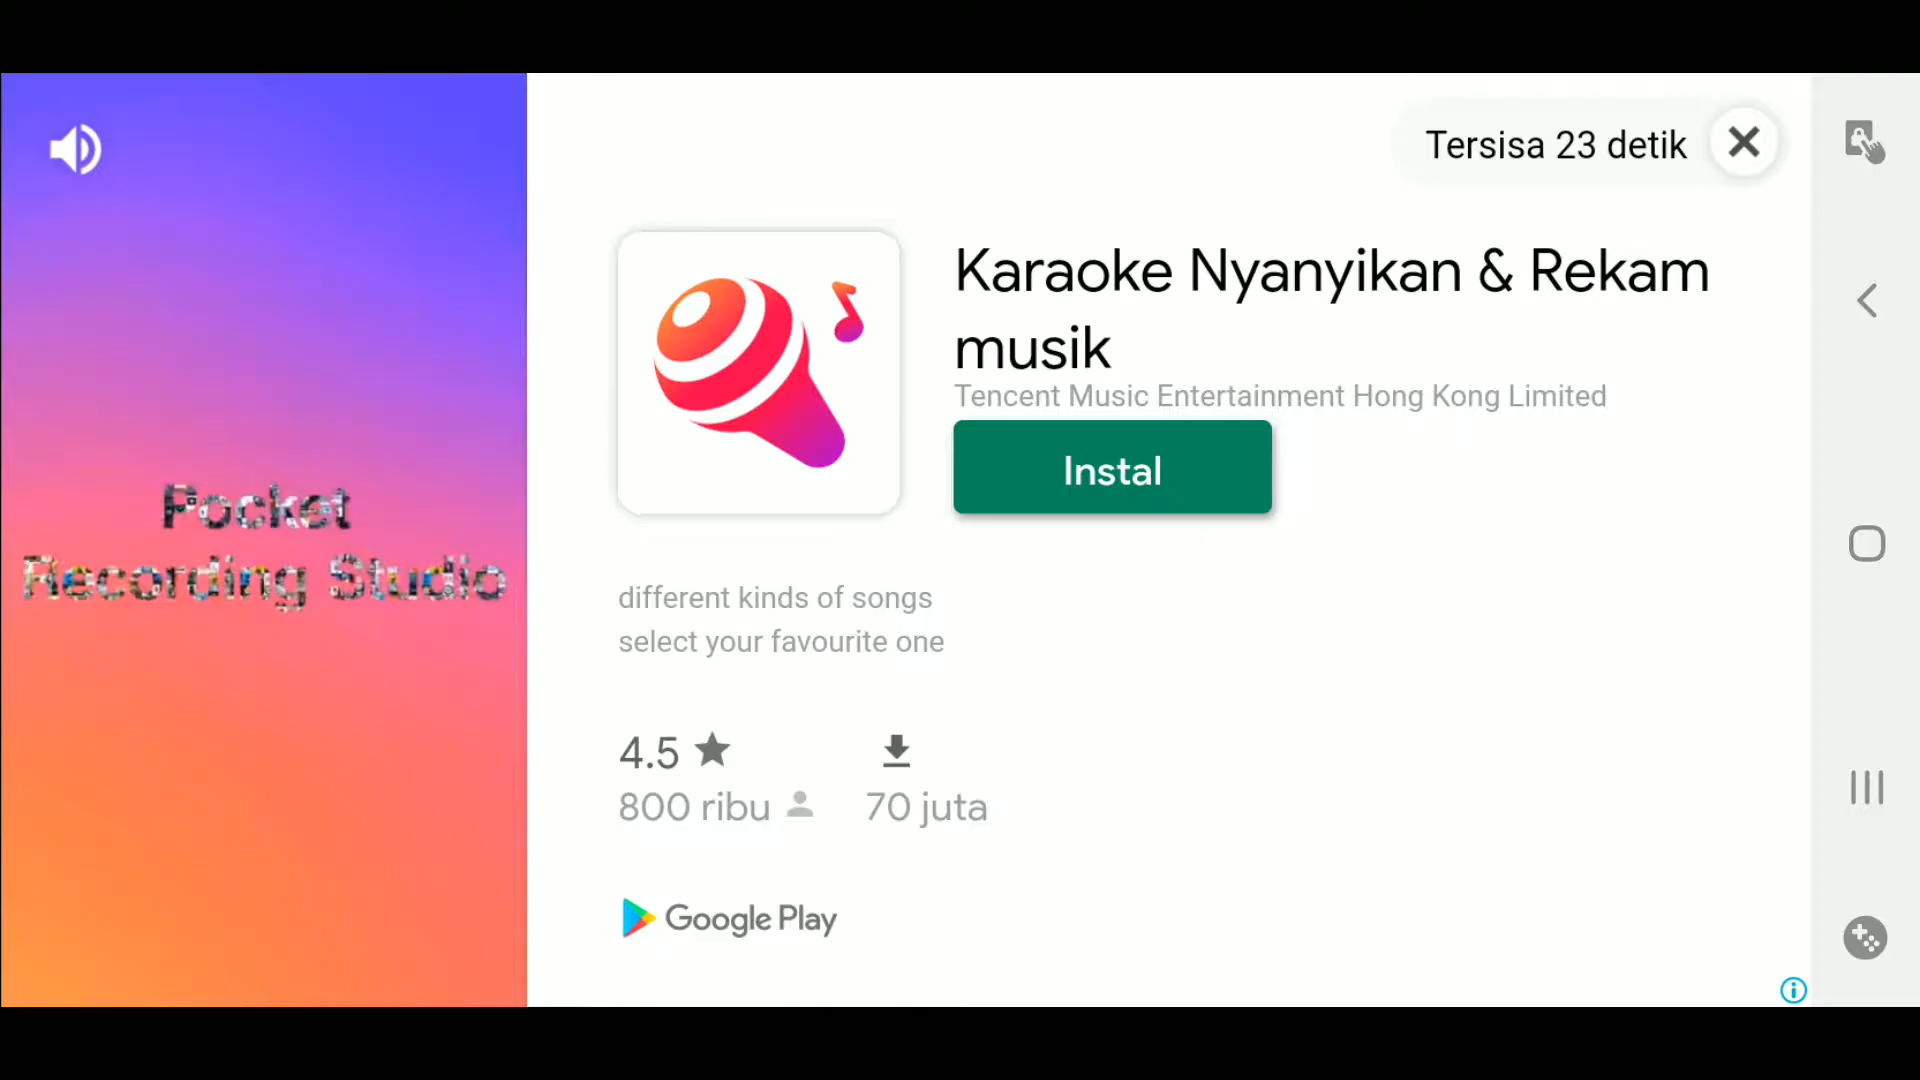 Pocket
Recording Studio
Tersisa 23 detik
Karaoke Nyanyikan & Rekam
musik
Tencent Music Entertainment Hong Kong Limited
Instal
different kinds of songs
select your favourite one
4.5
800 ribu
70 juta
Google Play